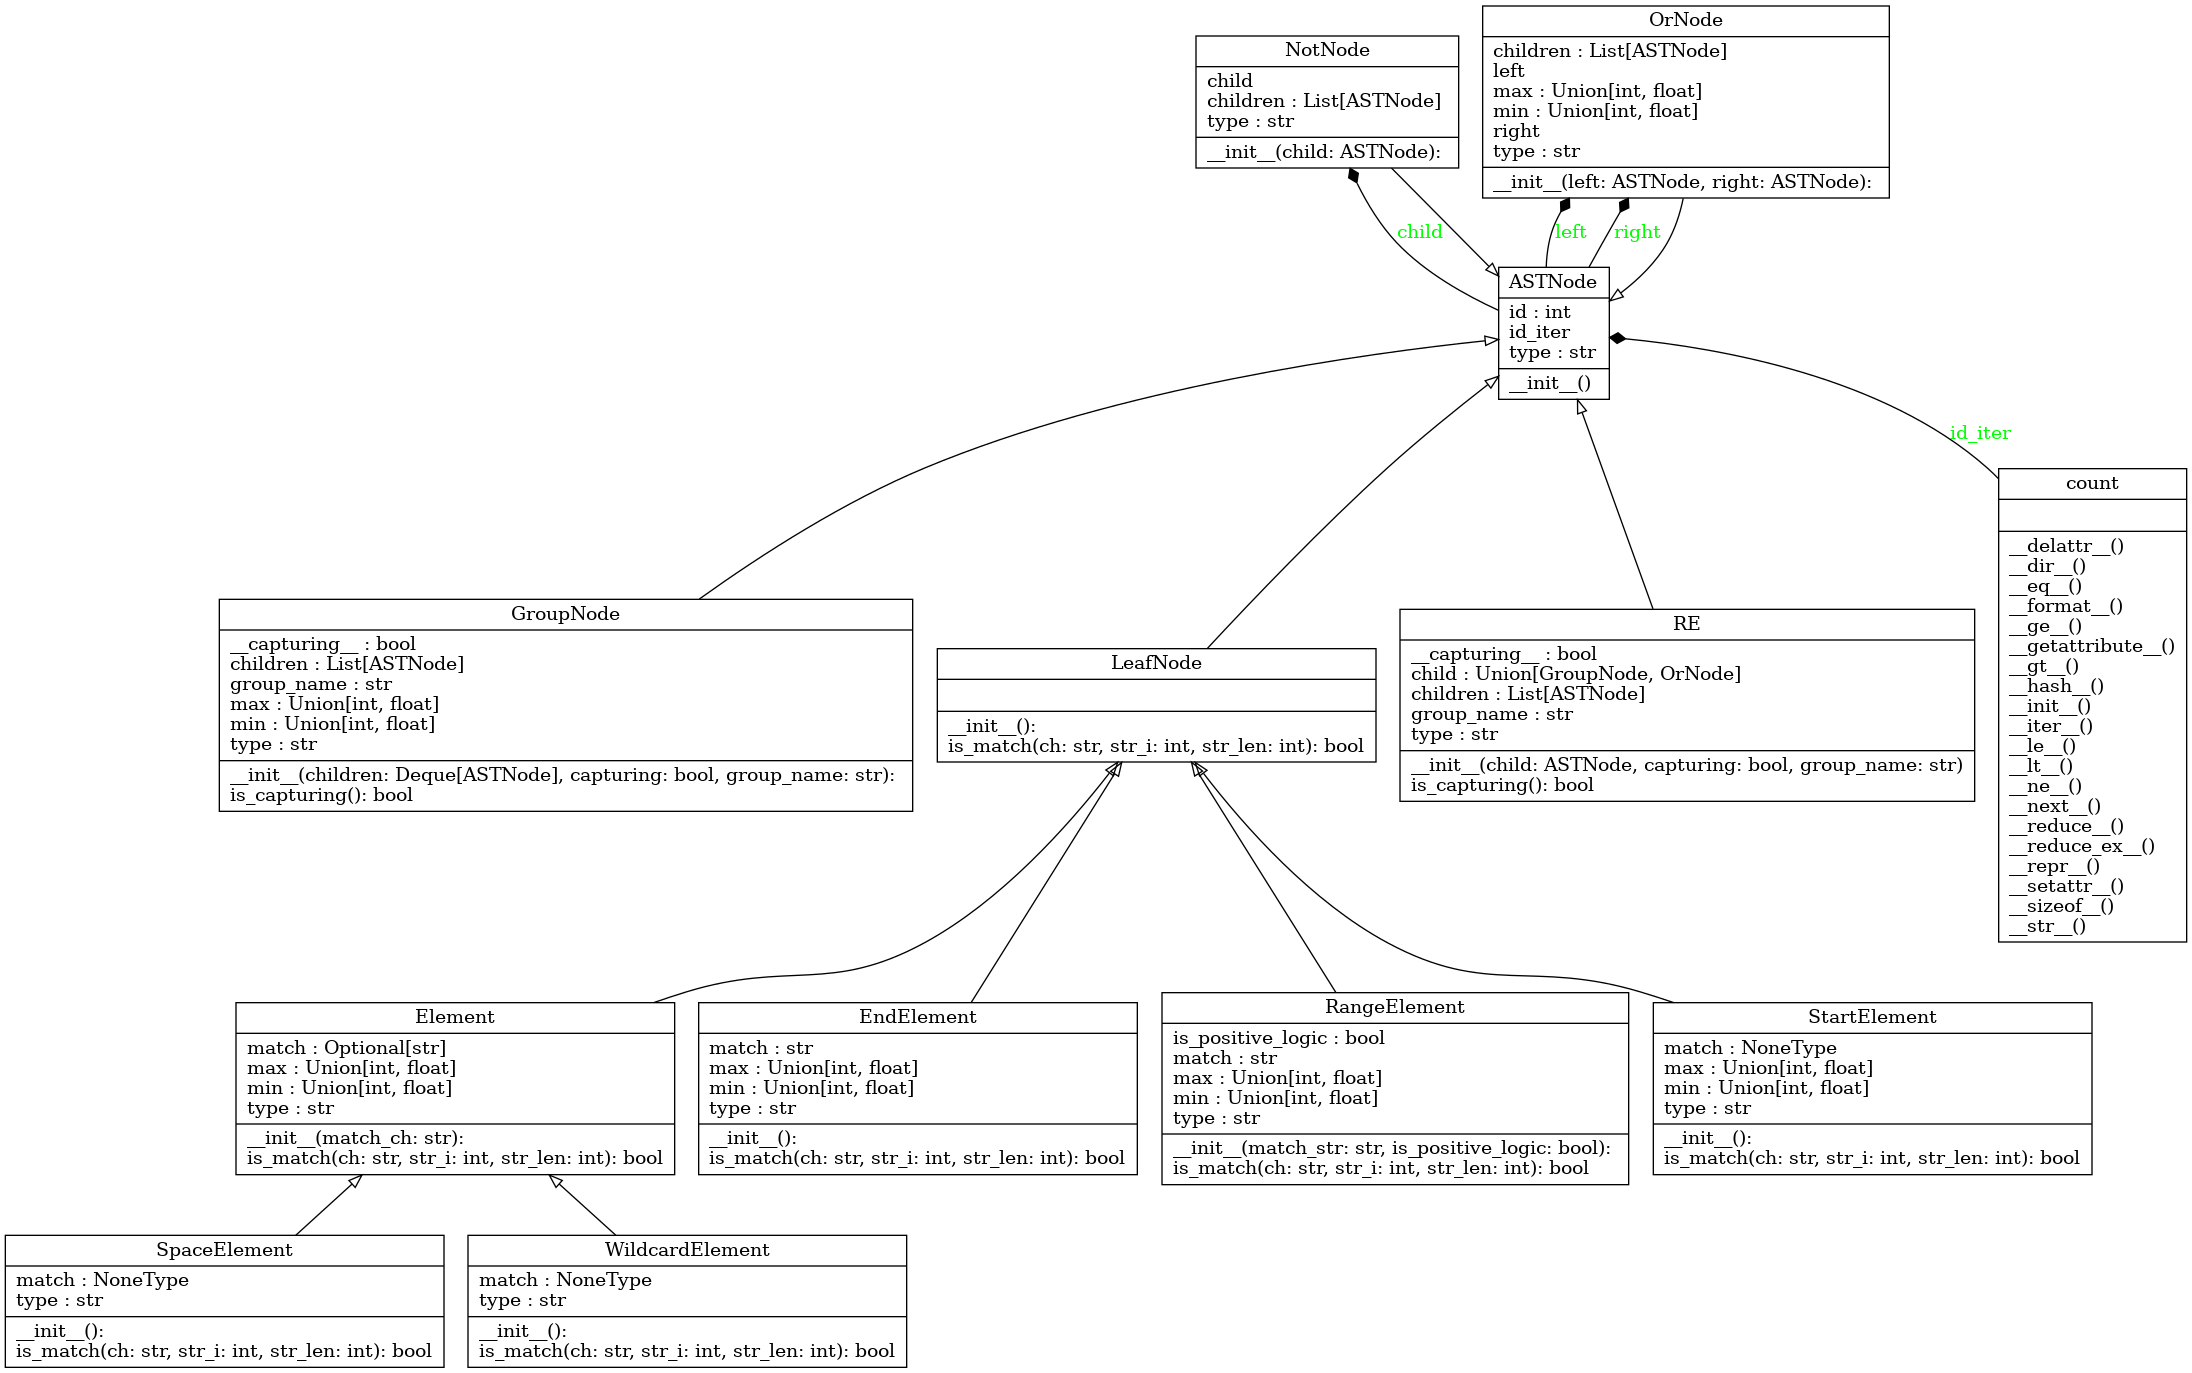 NotNode
child
children : List[ASTNode]
type : str
__init__(child: ASTNode):
OrNode
children : List[ASTNode]
left
max : Union[int, float]
min : Union[int, float]
right
type : str
__init__(left: ASTNode, right: ASTNode):
child
left
right
ASTNode
id : int
id_iter
type : str
__init__()
id_iter
count
__delattr__()
__dir__()
__eq__()
__format__()
__ge__()
__getattribute__()
__gt__()
__hash__()
__init__()
__iter__()
__le__()
__lt__()
__ne__()
__next__()
__reduce__()
__reduce_ex__()
__repr__()
__setattr__()
__sizeof__()
__str__()
GroupNode
__capturing__ : bool
children : List[ASTNode]
group_name : str
max : Union[int, float]
min : Union[int, float]
type : str
__init__(children: Deque[ASTNode], capturing: bool, group_name: str):
is_capturing(): bool
LeafNode
__init__():
is_match(ch: str, str_i: int, str_len: int): bool
RE
__capturing__ : bool
child : Union[GroupNode, OrNode]
children : List[ASTNode]
group_name : str
type : str
__init__(child: ASTNode, capturing: bool, group_name: str)
is_capturing(): bool
Element
match : Optional[str]
max : Union[int, float]
min : Union[int, float]
type : str
__init__(match_ch: str):
is_match(ch: str, str_i: int, str_len: int): bool
EndElement
match : str
max : Union[int, float]
min : Union[int, float]
type : str
__init__():
is_match(ch: str, str_i: int, str_len: int): bool
RangeElement
is_positive_logic : bool
match : str
max : Union[int, float]
min : Union[int, float]
type : str
__init__(match_str: str, is_positive_logic: bool):
is_match(ch: str, str_i: int, str_len: int): bool
StartElement
match : NoneType
max : Union[int, float]
min : Union[int, float]
type : str
__init__():
is_match(ch: str, str_i: int, str_len: int): bool
SpaceElement
match : NoneType
type : str
__init__():
is_match(ch: str, str_i: int, str_len: int): bool
WildcardElement
match : NoneType
type : str
__init__():
is_match(ch: str, str_i: int, str_len: int): bool